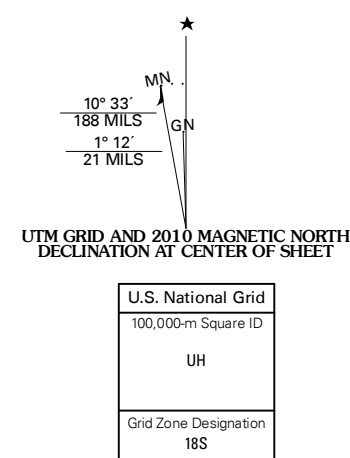 ★
MN
10° 33´
188 MILS
GN
1° 12´
21 MILS
UTM GRID AND 2010 MAGNETIC NORTH
DECLINATION AT CENTER OF SHEET
U.S. National Grid
100,000-m Square ID
UH
Grid Zone Designation
18S